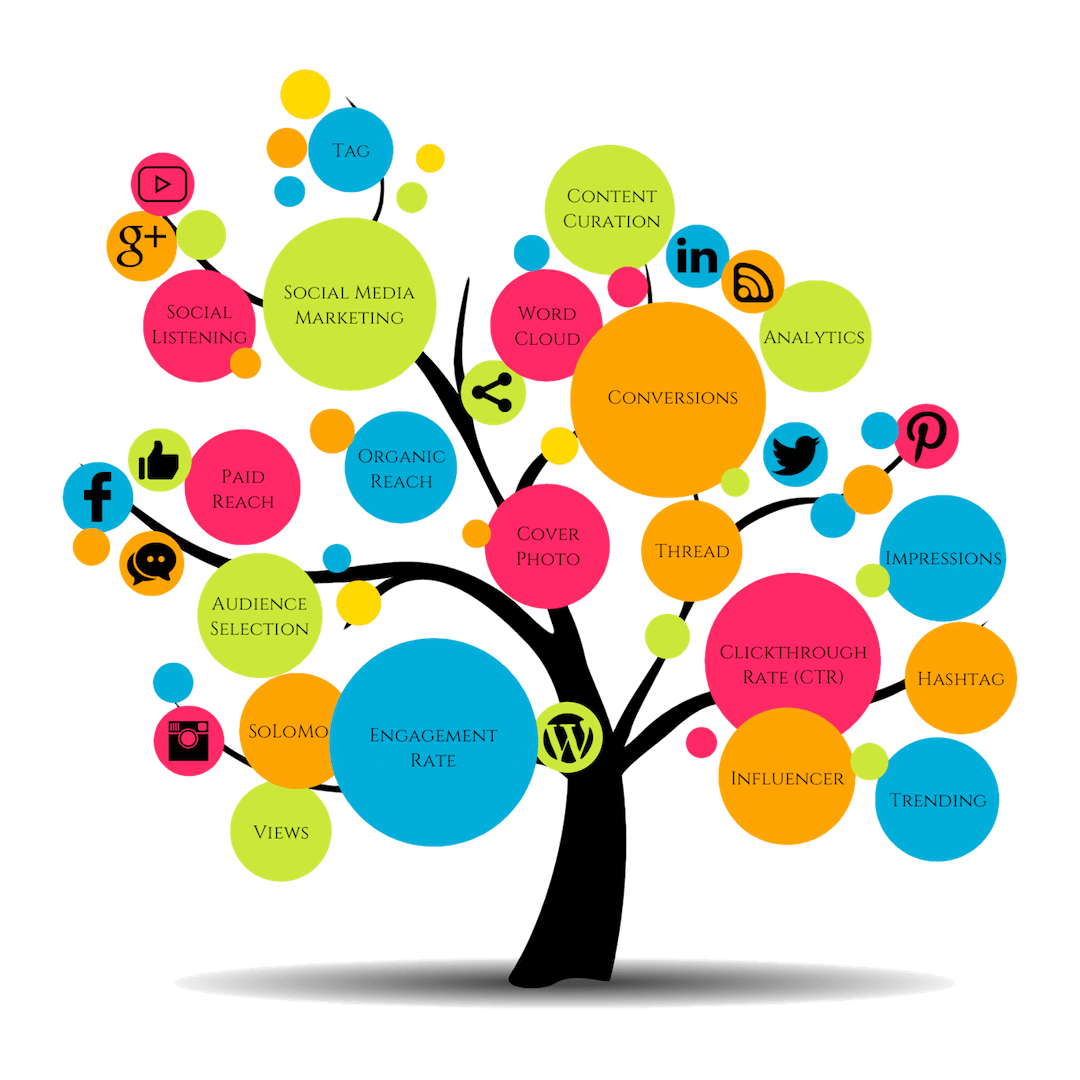 Tag
Content
Curation
g+
in
Social Media
Marketing
Social
Listening
Word
Cloud
Analytics
Conversions
Organic
Reach
Paid
Reach
f
Cover
Photo
Thread
Impressions
Audience
Selection
Clickthrough
Rate (CTR)
Hashtag
SoLoMo
Engagement
Rate
W
Influencer
Trending
Views